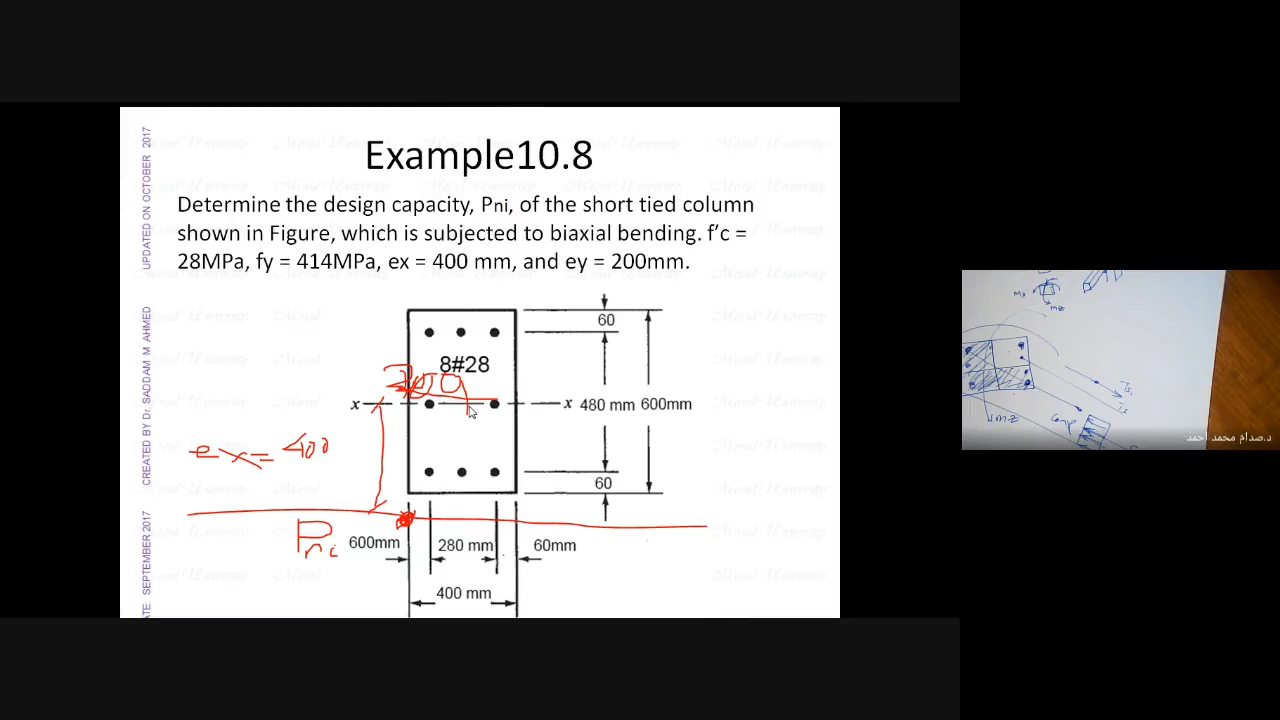 Example10.8
Determine the design capacity, Pni, of the short tied column
shown in Figure, which is subjected to biaxial bending. f'c =
28MPa, fy = 414MPa, ex = 400 mm, and ey = 200mm.
60
8#28
200
x
x
480 mm
600mm
ex= 400
60
Pni
600mm
280 mm
60mm
400 mm
UPDATED ON OCTOBER 2017
CREATED BY Dr. SADDAM M AHMED
SEPTEMBER 2017
Mx
Mz
د.صدام محمد احمد